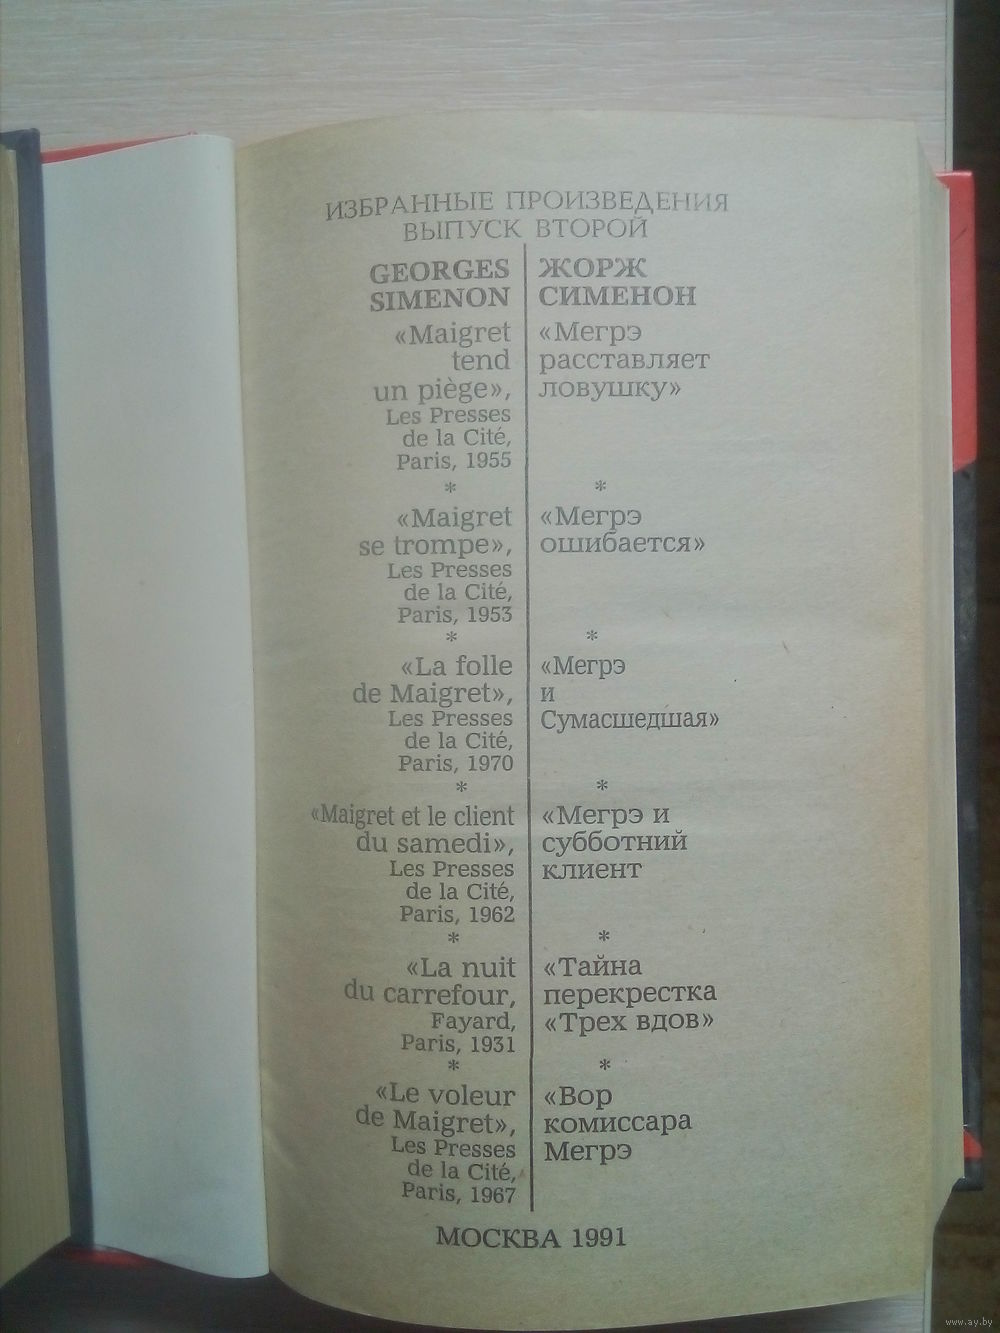 ИЗБРАННЫЕ ПРОИЗВЕДЕНИЯ
ВЫПУСК ВТОРОЙ
GEORGES
SIMENON
«Maigret
tend
un piège»,
Les Presses
de la Cité,
Paris, 1955
*
«Maigret
se trompe»,
Les Presses
de la Cité,
Paris, 1953
*
«La folle
de Maigret»,
Les Presses
de la Cité,
Paris, 1970
*
«Maigret et le client
du samedi»,
Les Presses
de la Cité,
Paris, 1962
*
«La nuit
du carrefour,
Fayard,
Paris, 1931
*
«Le voleur
de Maigret»,
Les Presses
de la Cité,
Paris, 1967
ЖОРЖ
СИМЕНОН
«Мегрэ
расставляет
ловушку»
*
«Мегрэ
ошибается»
*
«Мегрэ
и
Сумасшедшая»
*
«Мегрэ и
субботний
клиент
*
«Тайна
перекрестка
«Трех вдов»
*
«Вор
комиссара
Мегрэ
МОСКВА 1991
www.ay.by